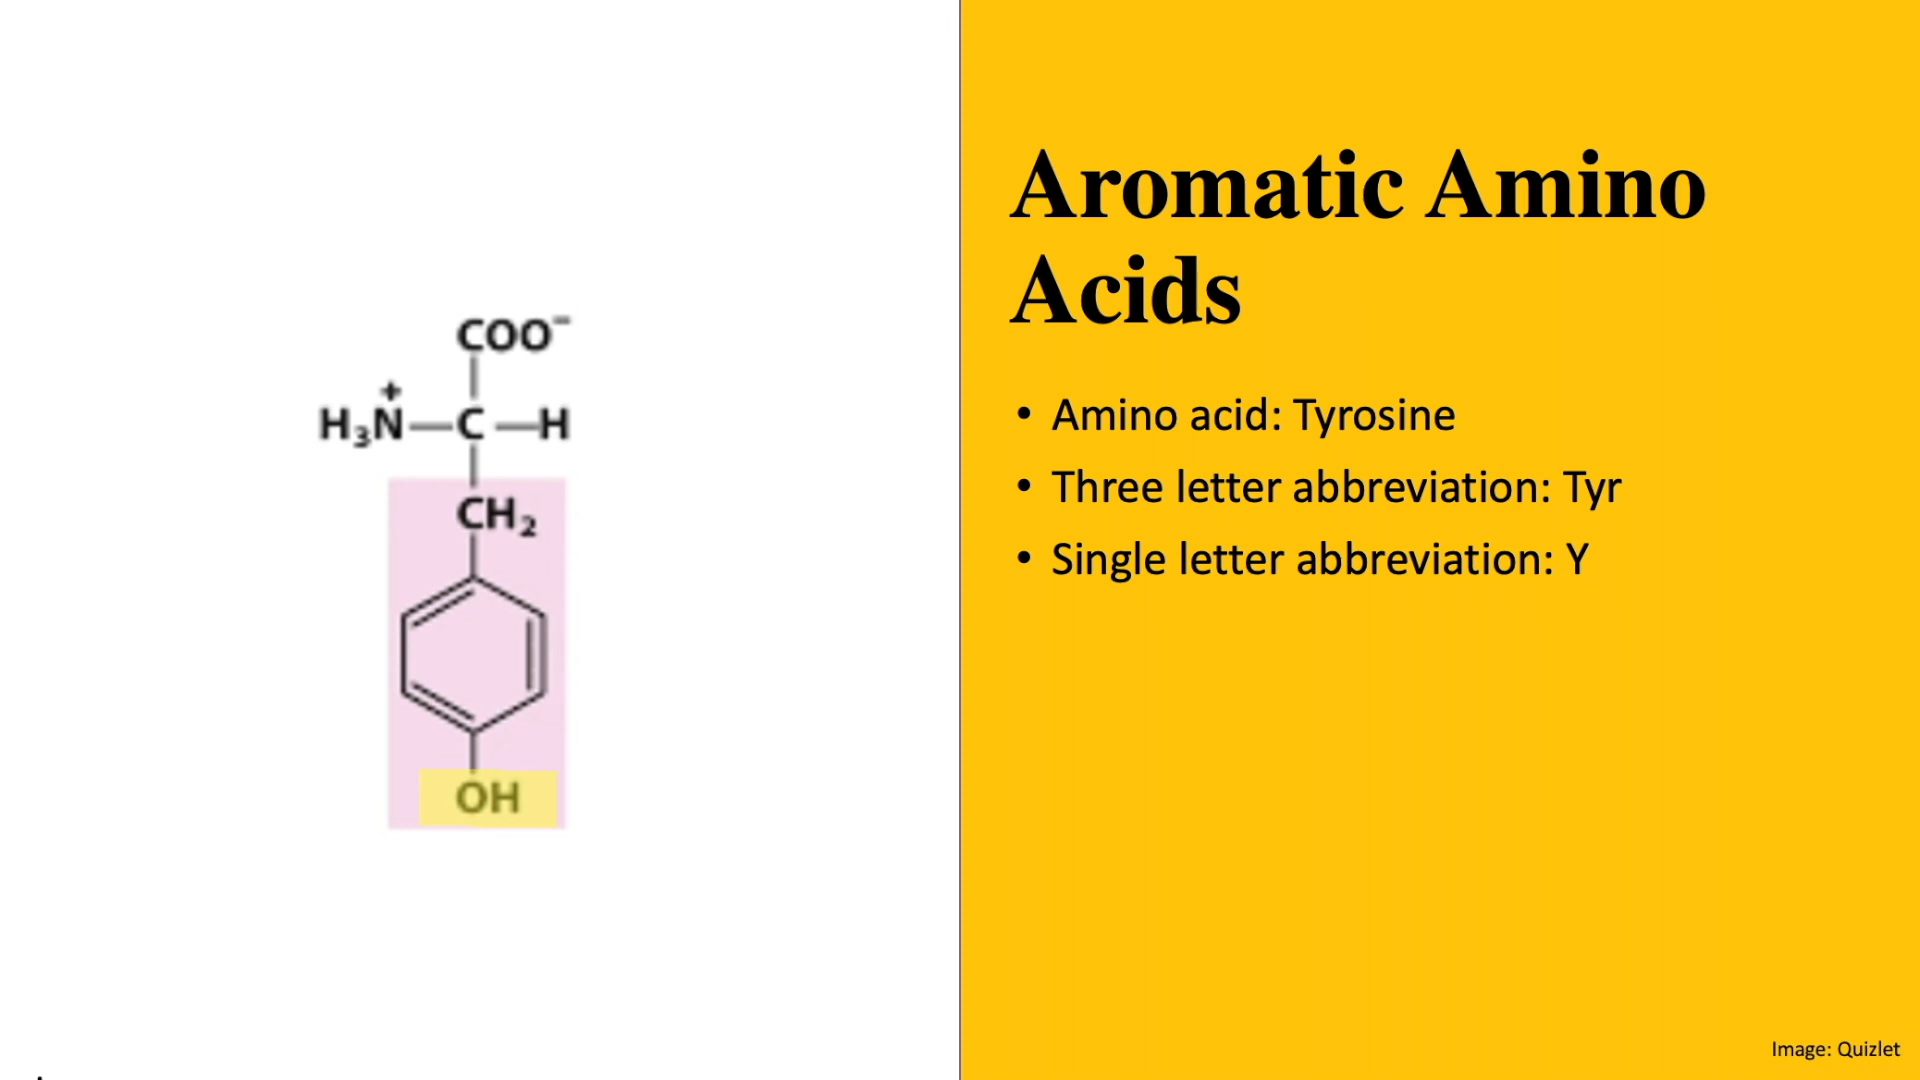 COO⁻
H₃N⁺—C—H
CH₂
OH
Aromatic Amino
Acids
• Amino acid: Tyrosine
• Three letter abbreviation: Tyr
• Single letter abbreviation: Y
Image: Quizlet